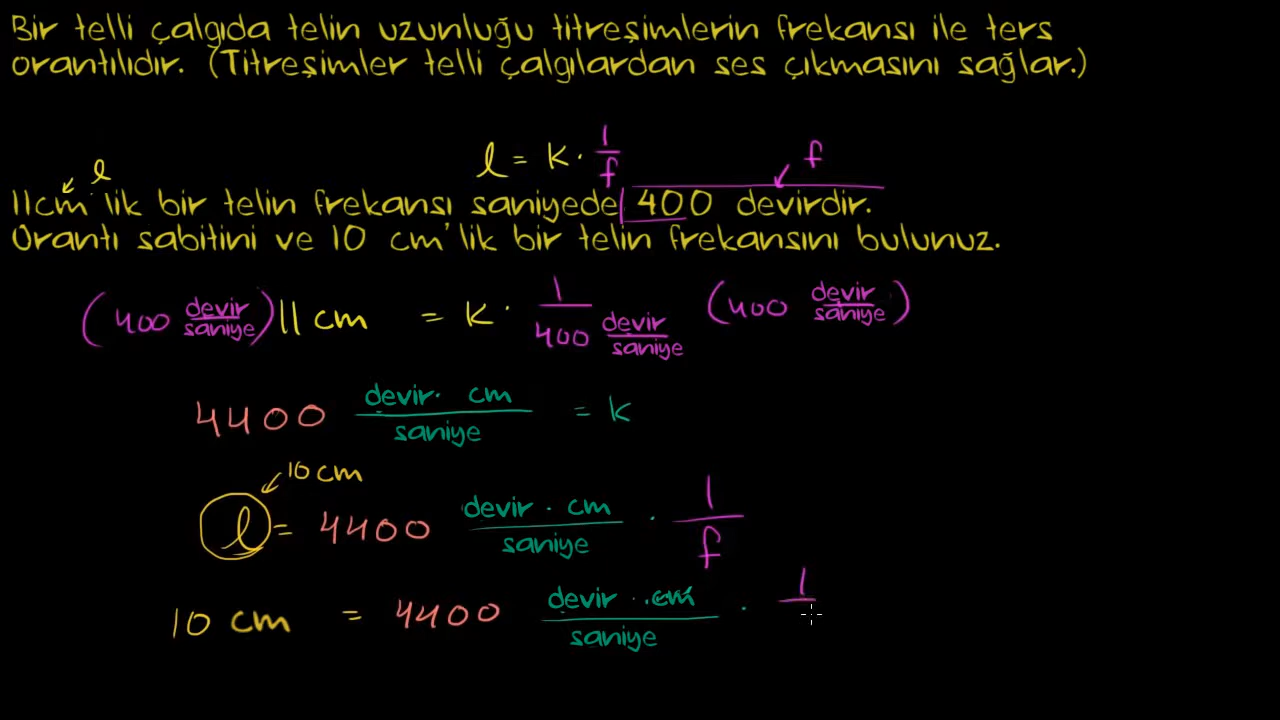 Bir telli çalgıda telin uzunluğu titreşimlerin frekansı ile ters
orantılıdır. (Titreşimler telli çalgılardan ses çıkmasını sağlar.)
l = k · 1/f
l
f
11cm'lik bir telin frekansı saniyede 400 devirdir.
Orantı sabitini ve 10 cm'lik bir telin frekansını bulunuz.
(400 devir/saniye) 11 cm = k · 1/(400 devir/saniye) (400 devir/saniye)
4400 devir · cm/saniye = k
10 cm
l = 4400 devir · cm/saniye · 1/f
10 cm = 4400 devir · cm/saniye · 1